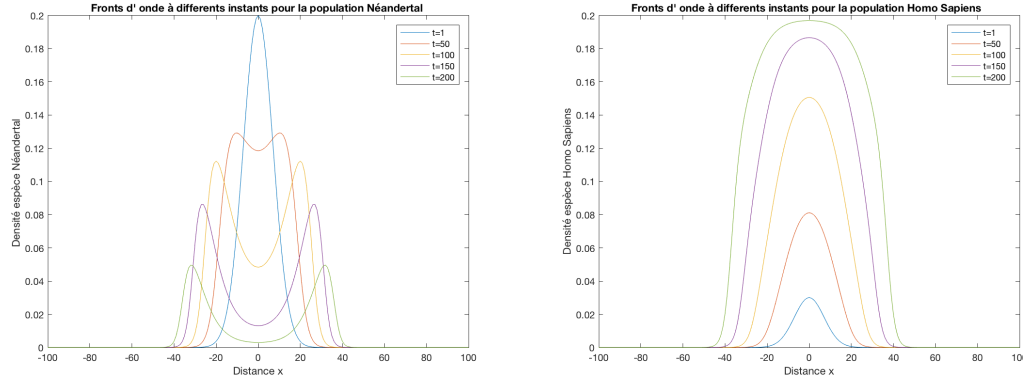 Fronts d' onde à differents instants pour la population Néandertal
0.2
0.18
0.16
0.14
0.12
0.1
0.08
0.06
0.04
0.02
0
Densité espèce Néandertal
t=1
t=50
t=100
t=150
t=200
-100
-80
-60
-40
-20
0
20
40
60
80
100
Distance x
Fronts d' onde à differents instants pour la population Homo Sapiens
0.2
0.18
0.16
0.14
0.12
0.1
0.08
0.06
0.04
0.02
0
Densité espèce Homo Sapiens
t=1
t=50
t=100
t=150
t=200
-100
-80
-60
-40
-20
0
20
40
60
80
100
Distance x